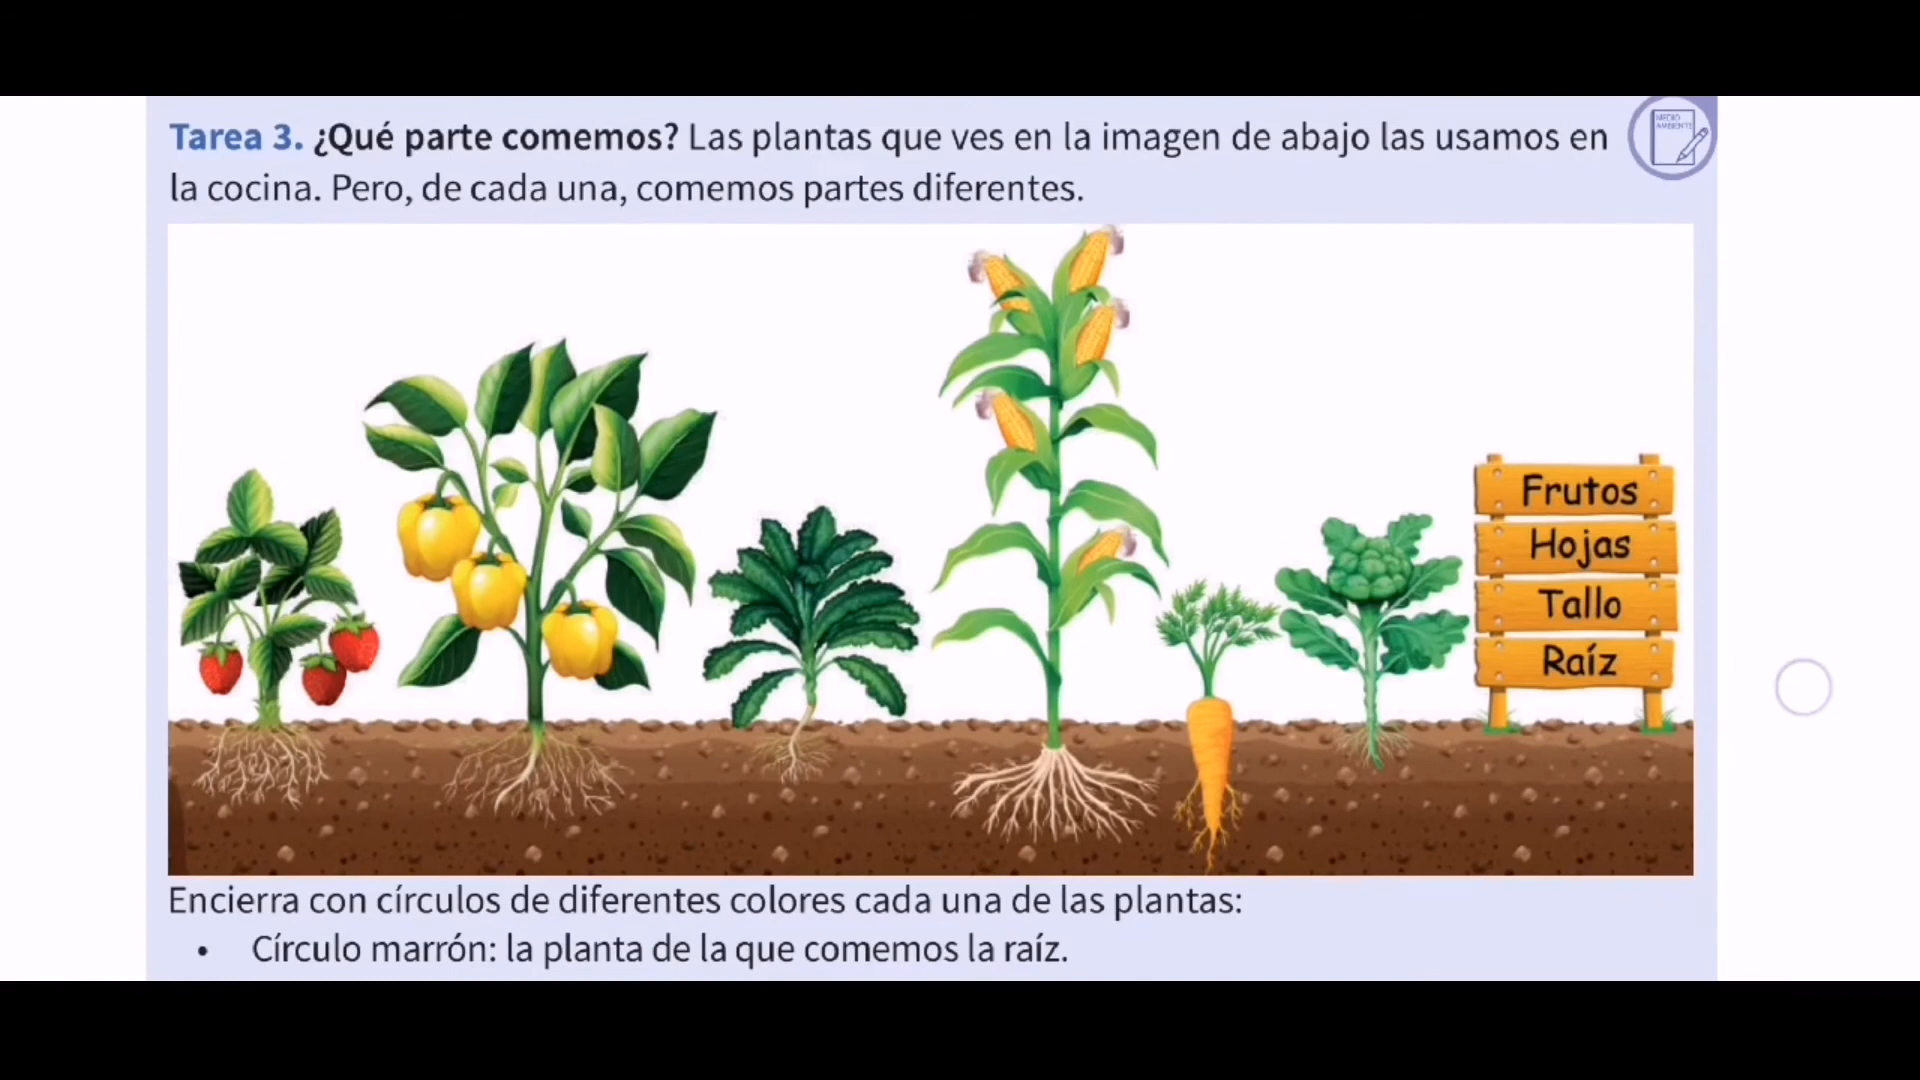 Tarea 3. ¿Qué parte comemos? Las plantas que ves en la imagen de abajo las usamos en
la cocina. Pero, de cada una, comemos partes diferentes.
MEDIO
AMBIENTE
Frutos
Hojas
Tallo
Raíz
Encierra con círculos de diferentes colores cada una de las plantas:
• Círculo marrón: la planta de la que comemos la raíz.